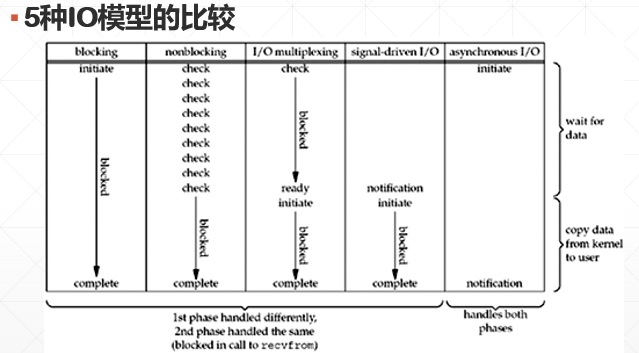 5种IO模型的比较
blocking nonblocking I/O multiplexing signal-driven I/O asynchronous I/O
initiate check check initiate
check
check
check
check
check
check
check
check ready notification
initiate initiate
blocked
blocked
blocked
blocked
blocked
complete complete complete complete notification
wait for
data
copy data
from kernel
to user
1st phase handled differently,
2nd phase handled the same
(blocked in call to recvfrom)
handles both
phases